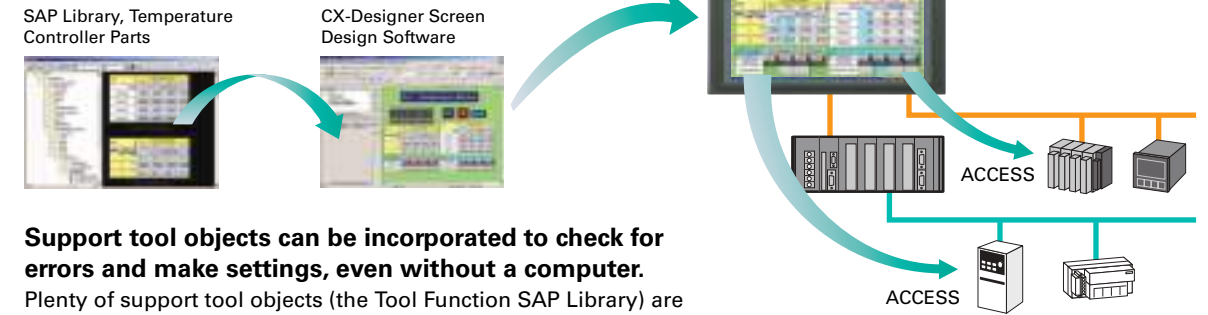 SAP Library, Temperature
Controller Parts
CX-Designer Screen
Design Software
ACCESS
ACCESS
Support tool objects can be incorporated to check for
errors and make settings, even without a computer.
Plenty of support tool objects (the Tool Function SAP Library) are